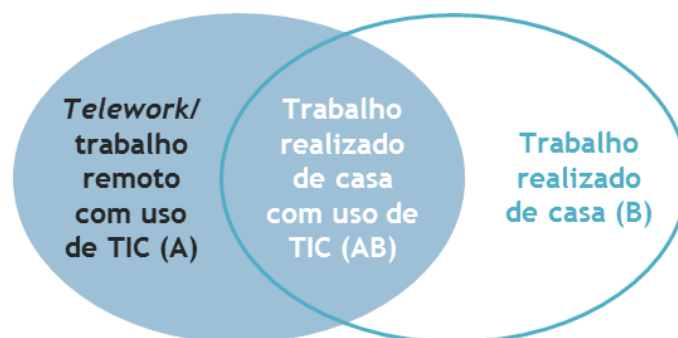 Telework/
trabalho
remoto
com uso
de TIC (A)
Trabalho
realizado
de casa
com uso de
TIC (AB)
Trabalho
realizado
de casa (B)